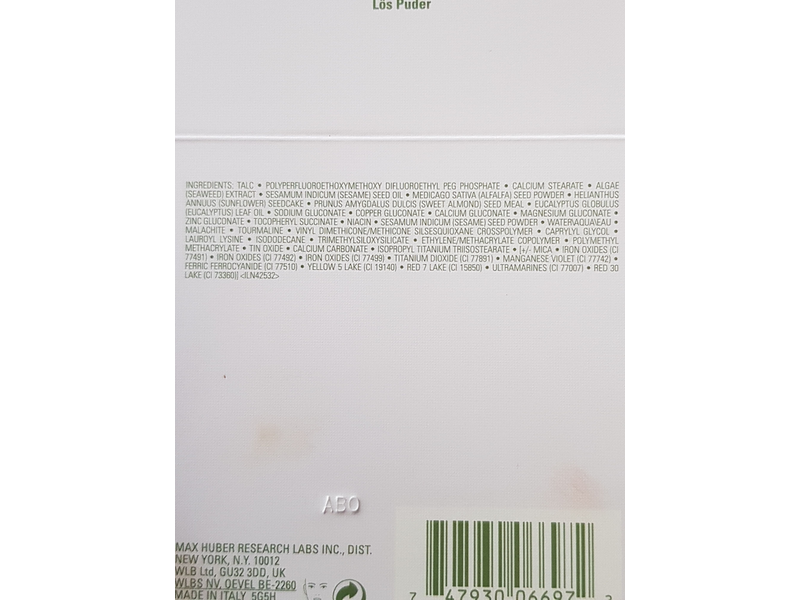 Lös Puder
INGREDIENTS: TALC • POLYPERFLUOROETHOXYMETHOXY DIFLUOROETHYL PEG PHOSPHATE • CALCIUM STEARATE • ALGAE
(SEAWEED) EXTRACT • SESAMUM INDICUM (SESAME) SEED OIL • MEDICAGO SATIVA (ALFALFA) SEED POWDER • HELIANTHUS
ANNUUS (SUNFLOWER) SEEDCAKE • PRUNUS AMYGDALUS DULCIS (SWEET ALMOND) SEED MEAL • EUCALYPTUS GLOBULUS
(EUCALYPTUS) LEAF OIL • SODIUM GLUCONATE • COPPER GLUCONATE • CALCIUM GLUCONATE • MAGNESIUM GLUCONATE •
ZINC GLUCONATE • TOCOPHERYL SUCCINATE • NIACIN • SESAMUM INDICUM (SESAME) SEED POWDER • WATER\AQUA\EAU •
MALACHITE • TOURMALINE • VINYL DIMETHICONE/METHICONE SILSESQUIOXANE CROSSPOLYMER • CAPRYLYL GLYCOL •
LAUROYL LYSINE • ISODODECANE • TRIMETHYLSILOXYSILICATE • ETHYLENE/METHACRYLATE COPOLYMER • POLYMETHYL
METHACRYLATE • TIN OXIDE • CALCIUM CARBONATE • ISOPROPYL TITANIUM TRIISOSTEARATE • [+/- MICA • IRON OXIDES (CI
77491) • IRON OXIDES (CI 77492) • IRON OXIDES (CI 77499) • TITANIUM DIOXIDE (CI 77891) • MANGANESE VIOLET (CI 77742) •
FERRIC FERROCYANIDE (CI 77510) • YELLOW 5 LAKE (CI 19140) • RED 7 LAKE (CI 15850) • ULTRAMARINES (CI 77007) • RED 30
LAKE (CI 73360)] <ILN42532>
ABO
MAX HUBER RESEARCH LABS INC., DIST.
NEW YORK, N.Y. 10012
WLB Ltd, GU32 3DD, UK
WLBS NV, OEVEL BE-2260
MADE IN ITALY 5G5H
7 47930 06697 2